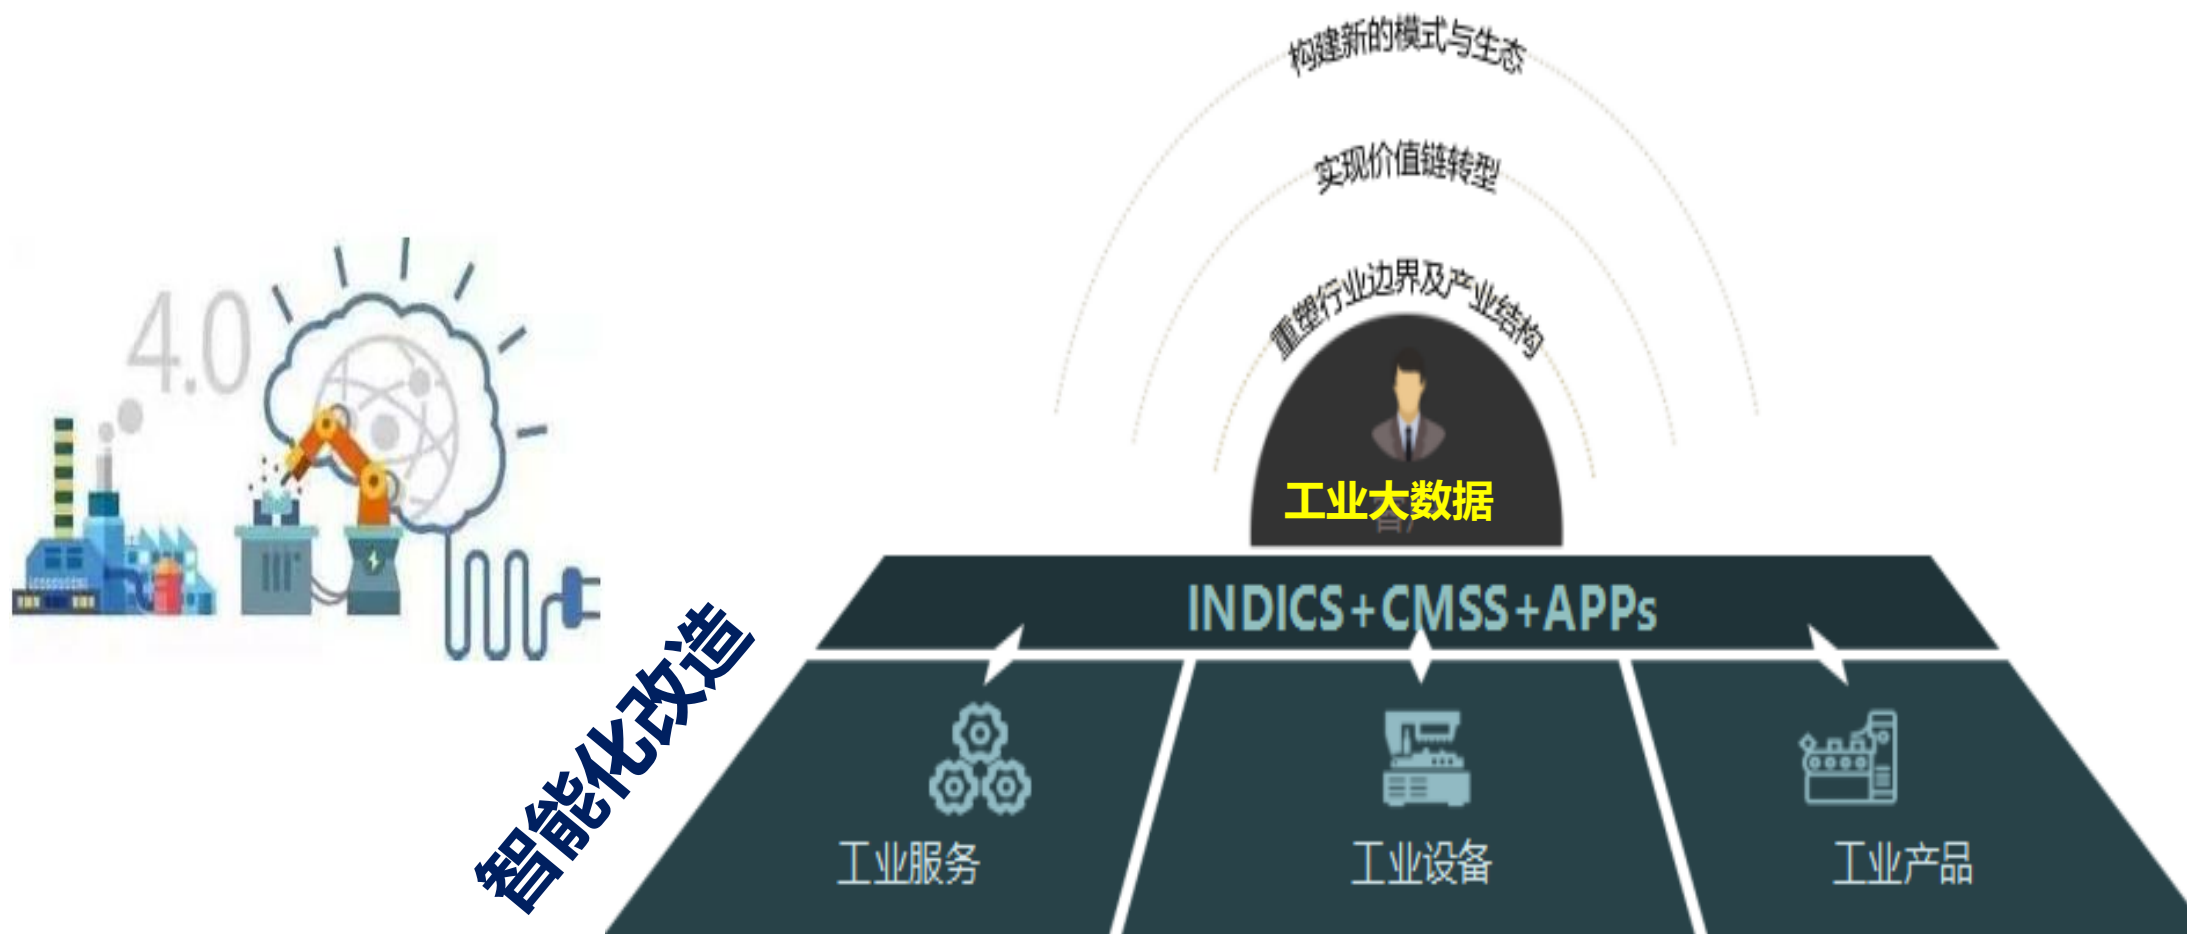 构建新的模式与生态
实现价值链转型
重塑行业边界及产业结构
4.0
工业大数据
INDICS+CMSS+APPs
智能化改造
工业服务
工业设备
工业产品